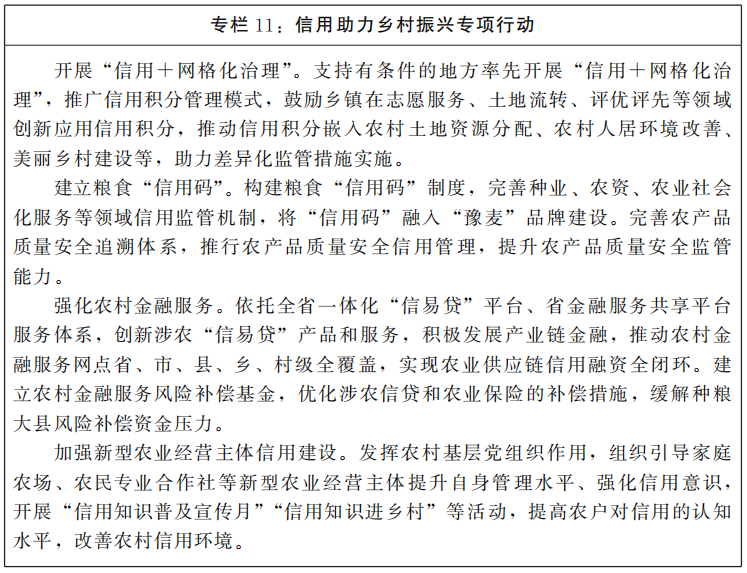 专栏 11：信用助力乡村振兴专项行动
开展“信用＋网格化治理”。支持有条件的地方率先开展“信用＋网格化治
理”，推广信用积分管理模式，鼓励乡镇在志愿服务、土地流转、评优评先等领域
创新应用信用积分，推动信用积分嵌入农村土地资源分配、农村人居环境改善、
美丽乡村建设等，助力差异化监管措施实施。
建立粮食“信用码”。构建粮食“信用码”制度，完善种业、农资、农业社会
化服务等领域信用监管机制，将“信用码”融入“豫麦”品牌建设。完善农产品
质量安全追溯体系，推行农产品质量安全信用管理，提升农产品质量安全监管
能力。
强化农村金融服务。依托全省一体化“信易贷”平台、省金融服务共享平台
服务体系，创新涉农“信易贷”产品和服务，积极发展产业链金融，推动农村金
融服务网点省、市、县、乡、村级全覆盖，实现农业供应链信用融资全闭环。建
立农村金融服务风险补偿基金，优化涉农信贷和农业保险的补偿措施，缓解种粮
大县风险补偿资金压力。
加强新型农业经营主体信用建设。发挥农村基层党组织作用，组织引导家庭
农场、农民专业合作社等新型农业经营主体提升自身管理水平、强化信用意识，
开展“信用知识普及宣传月”“信用知识进乡村”等活动，提高农户对信用的认知
水平，改善农村信用环境。